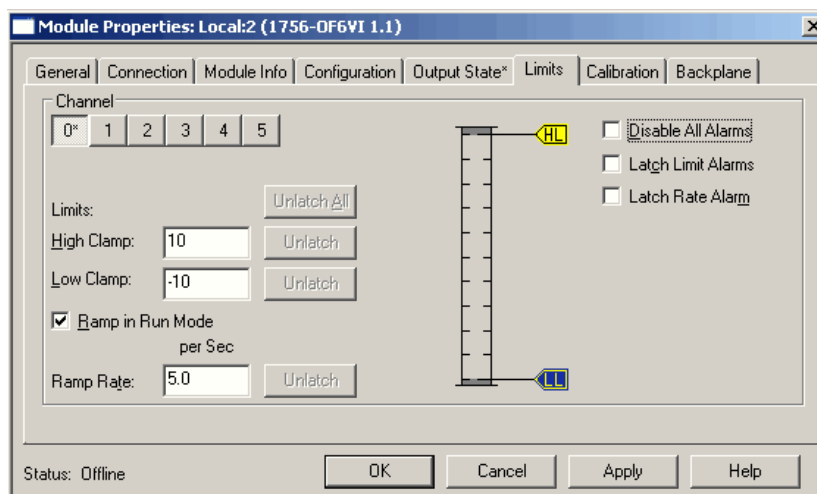 Module Properties: Local:2 (1756-OF6VI 1.1)
General Connection Module Info Configuration Output State* Limits Calibration Backplane
Channel
0* 1 2 3 4 5
HL
Disable All Alarms
Latch Limit Alarms
Latch Rate Alarm
Limits:
Unlatch All
High Clamp: 10 Unlatch
Low Clamp: -10 Unlatch
Ramp in Run Mode
per Sec
Ramp Rate: 5.0 Unlatch
LL
Status: Offline
OK Cancel Apply Help